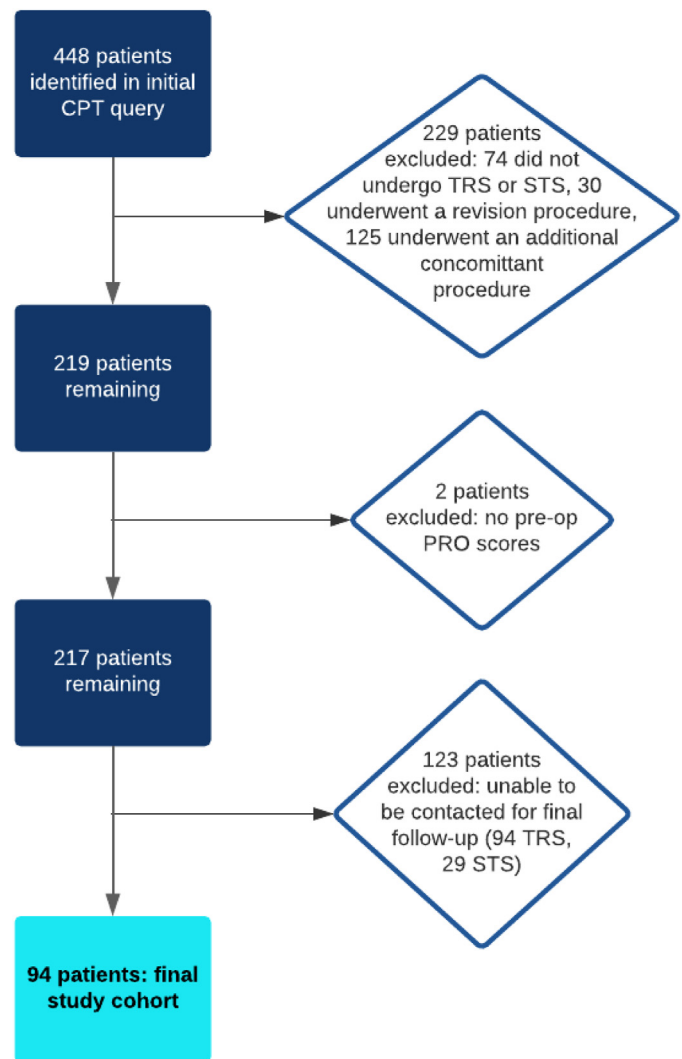 448 patients
identified in initial
CPT query
229 patients
excluded: 74 did not
undergo TRS or STS, 30
underwent a revision procedure,
125 underwent an additional
concomittant
procedure
219 patients
remaining
2 patients
excluded: no pre-op
PRO scores
217 patients
remaining
123 patients
excluded: unable to
be contacted for final
follow-up (94 TRS,
29 STS)
94 patients: final
study cohort